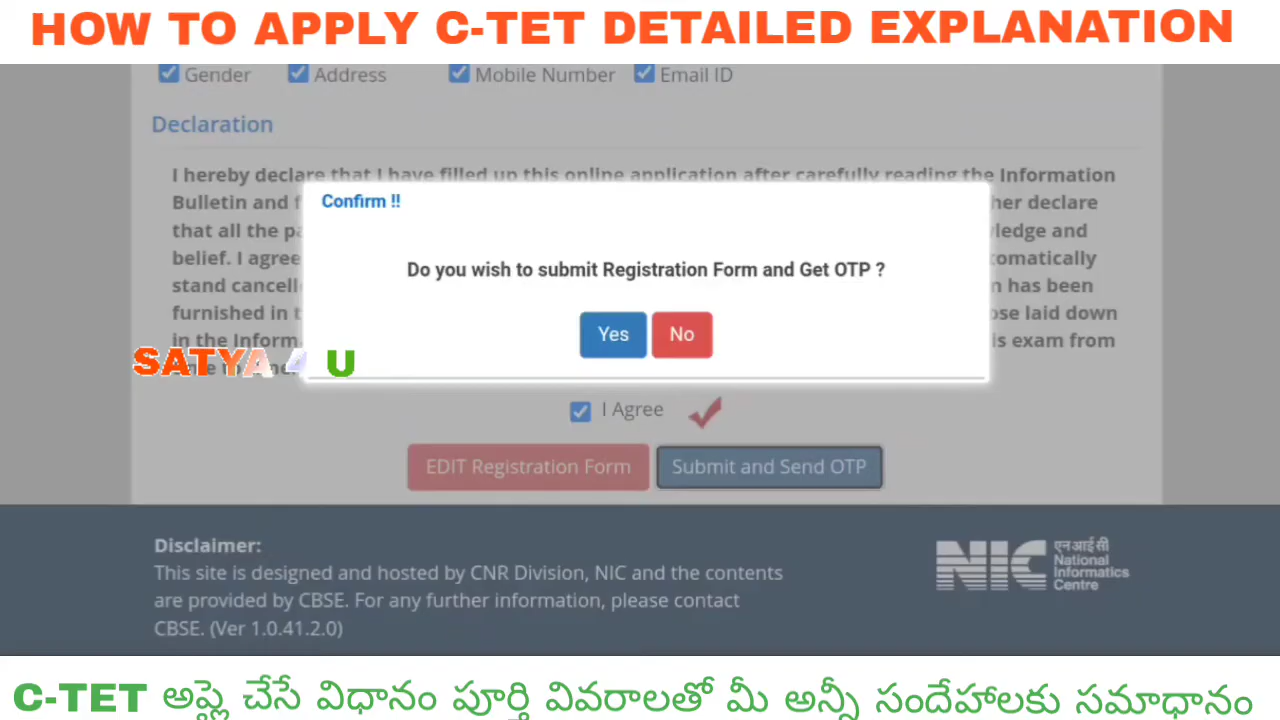 HOW TO APPLY C-TET DETAILED EXPLANATION
Gender Address Mobile Number Email ID
Declaration
I hereby declare that I have filled up this online application after carefully reading the Information
Bulletin and her declare
that all the ledge and
belief. I agree omatically
stand has been
furnished in laid down
in the is exam from
Confirm !!
Do you wish to submit Registration Form and Get OTP ?
Yes No
SATYA 4 U
I Agree
EDIT Registration Form Submit and Send OTP
Disclaimer:
This site is designed and hosted by CNR Division, NIC and the contents
are provided by CBSE. For any further information, please contact
CBSE. (Ver 1.0.41.2.0)
NIC
एन आई सी
National
Informatics
Centre
C-TET అప్లై చేసే విధానం పూర్తి వివరాలతో మీ అన్నీ సందేహాలకు సమాధానం